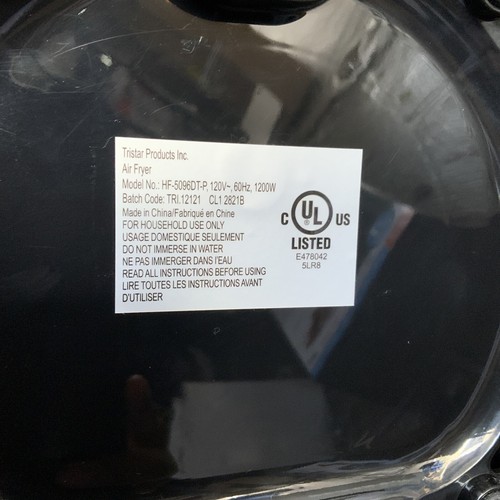 Tristar Products Inc.
Air Fryer
Model No.: HF-5096DT-P, 120V~, 60Hz, 1200W
Batch Code: TRI.12121 CL1 2621B
Made in China/Fabriqué en Chine
FOR HOUSEHOLD USE ONLY
USAGE DOMESTIQUE SEULEMENT
DO NOT IMMERSE IN WATER
NE PAS IMMERGER DANS l'EAU
READ ALL INSTRUCTIONS BEFORE USING
LIRE TOUTES LES INSTRUCTIONS AVANT
D'UTILISER
C UL US
®
LISTED
E478042
5LR8